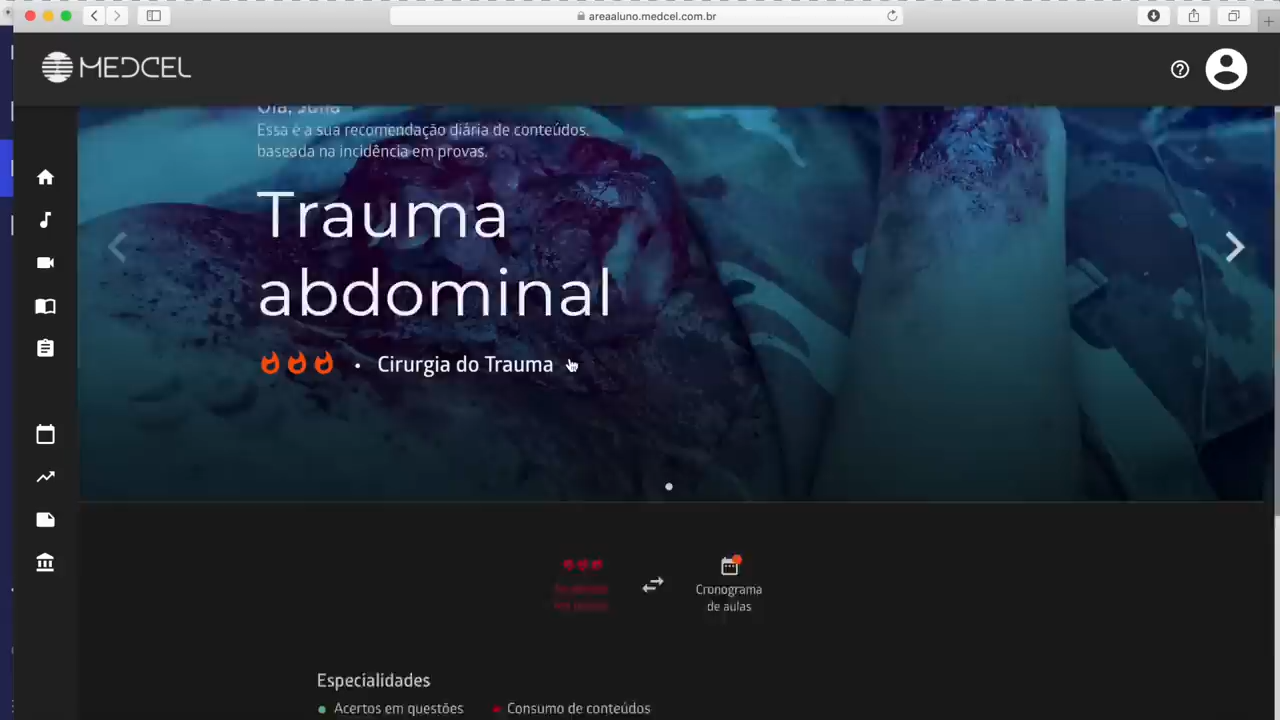 areaaluno.medcel.com.br
MEDCEL
Essa é a sua recomendação diária de conteúdos,
baseada na incidência em provas.
Trauma
abdominal
• Cirurgia do Trauma
Cronograma
de aulas
Especialidades
Acertos em questões
Consumo de conteúdos